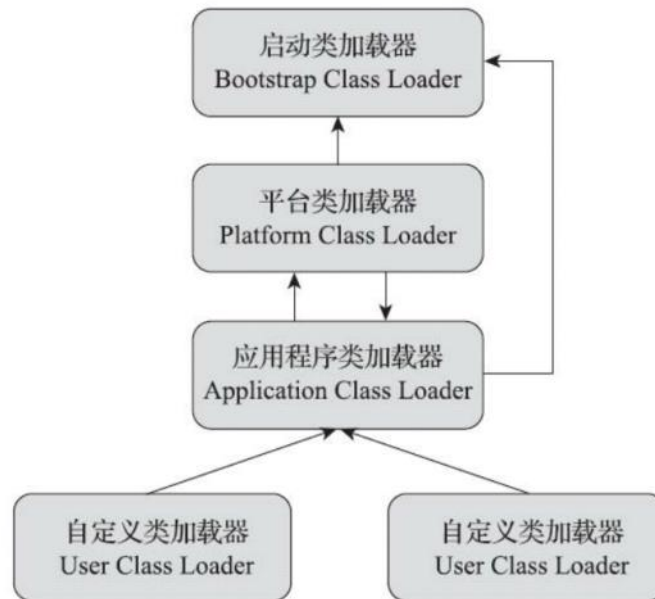 启动类加载器
Bootstrap Class Loader
平台类加载器
Platform Class Loader
应用程序类加载器
Application Class Loader
自定义类加载器
User Class Loader
自定义类加载器
User Class Loader